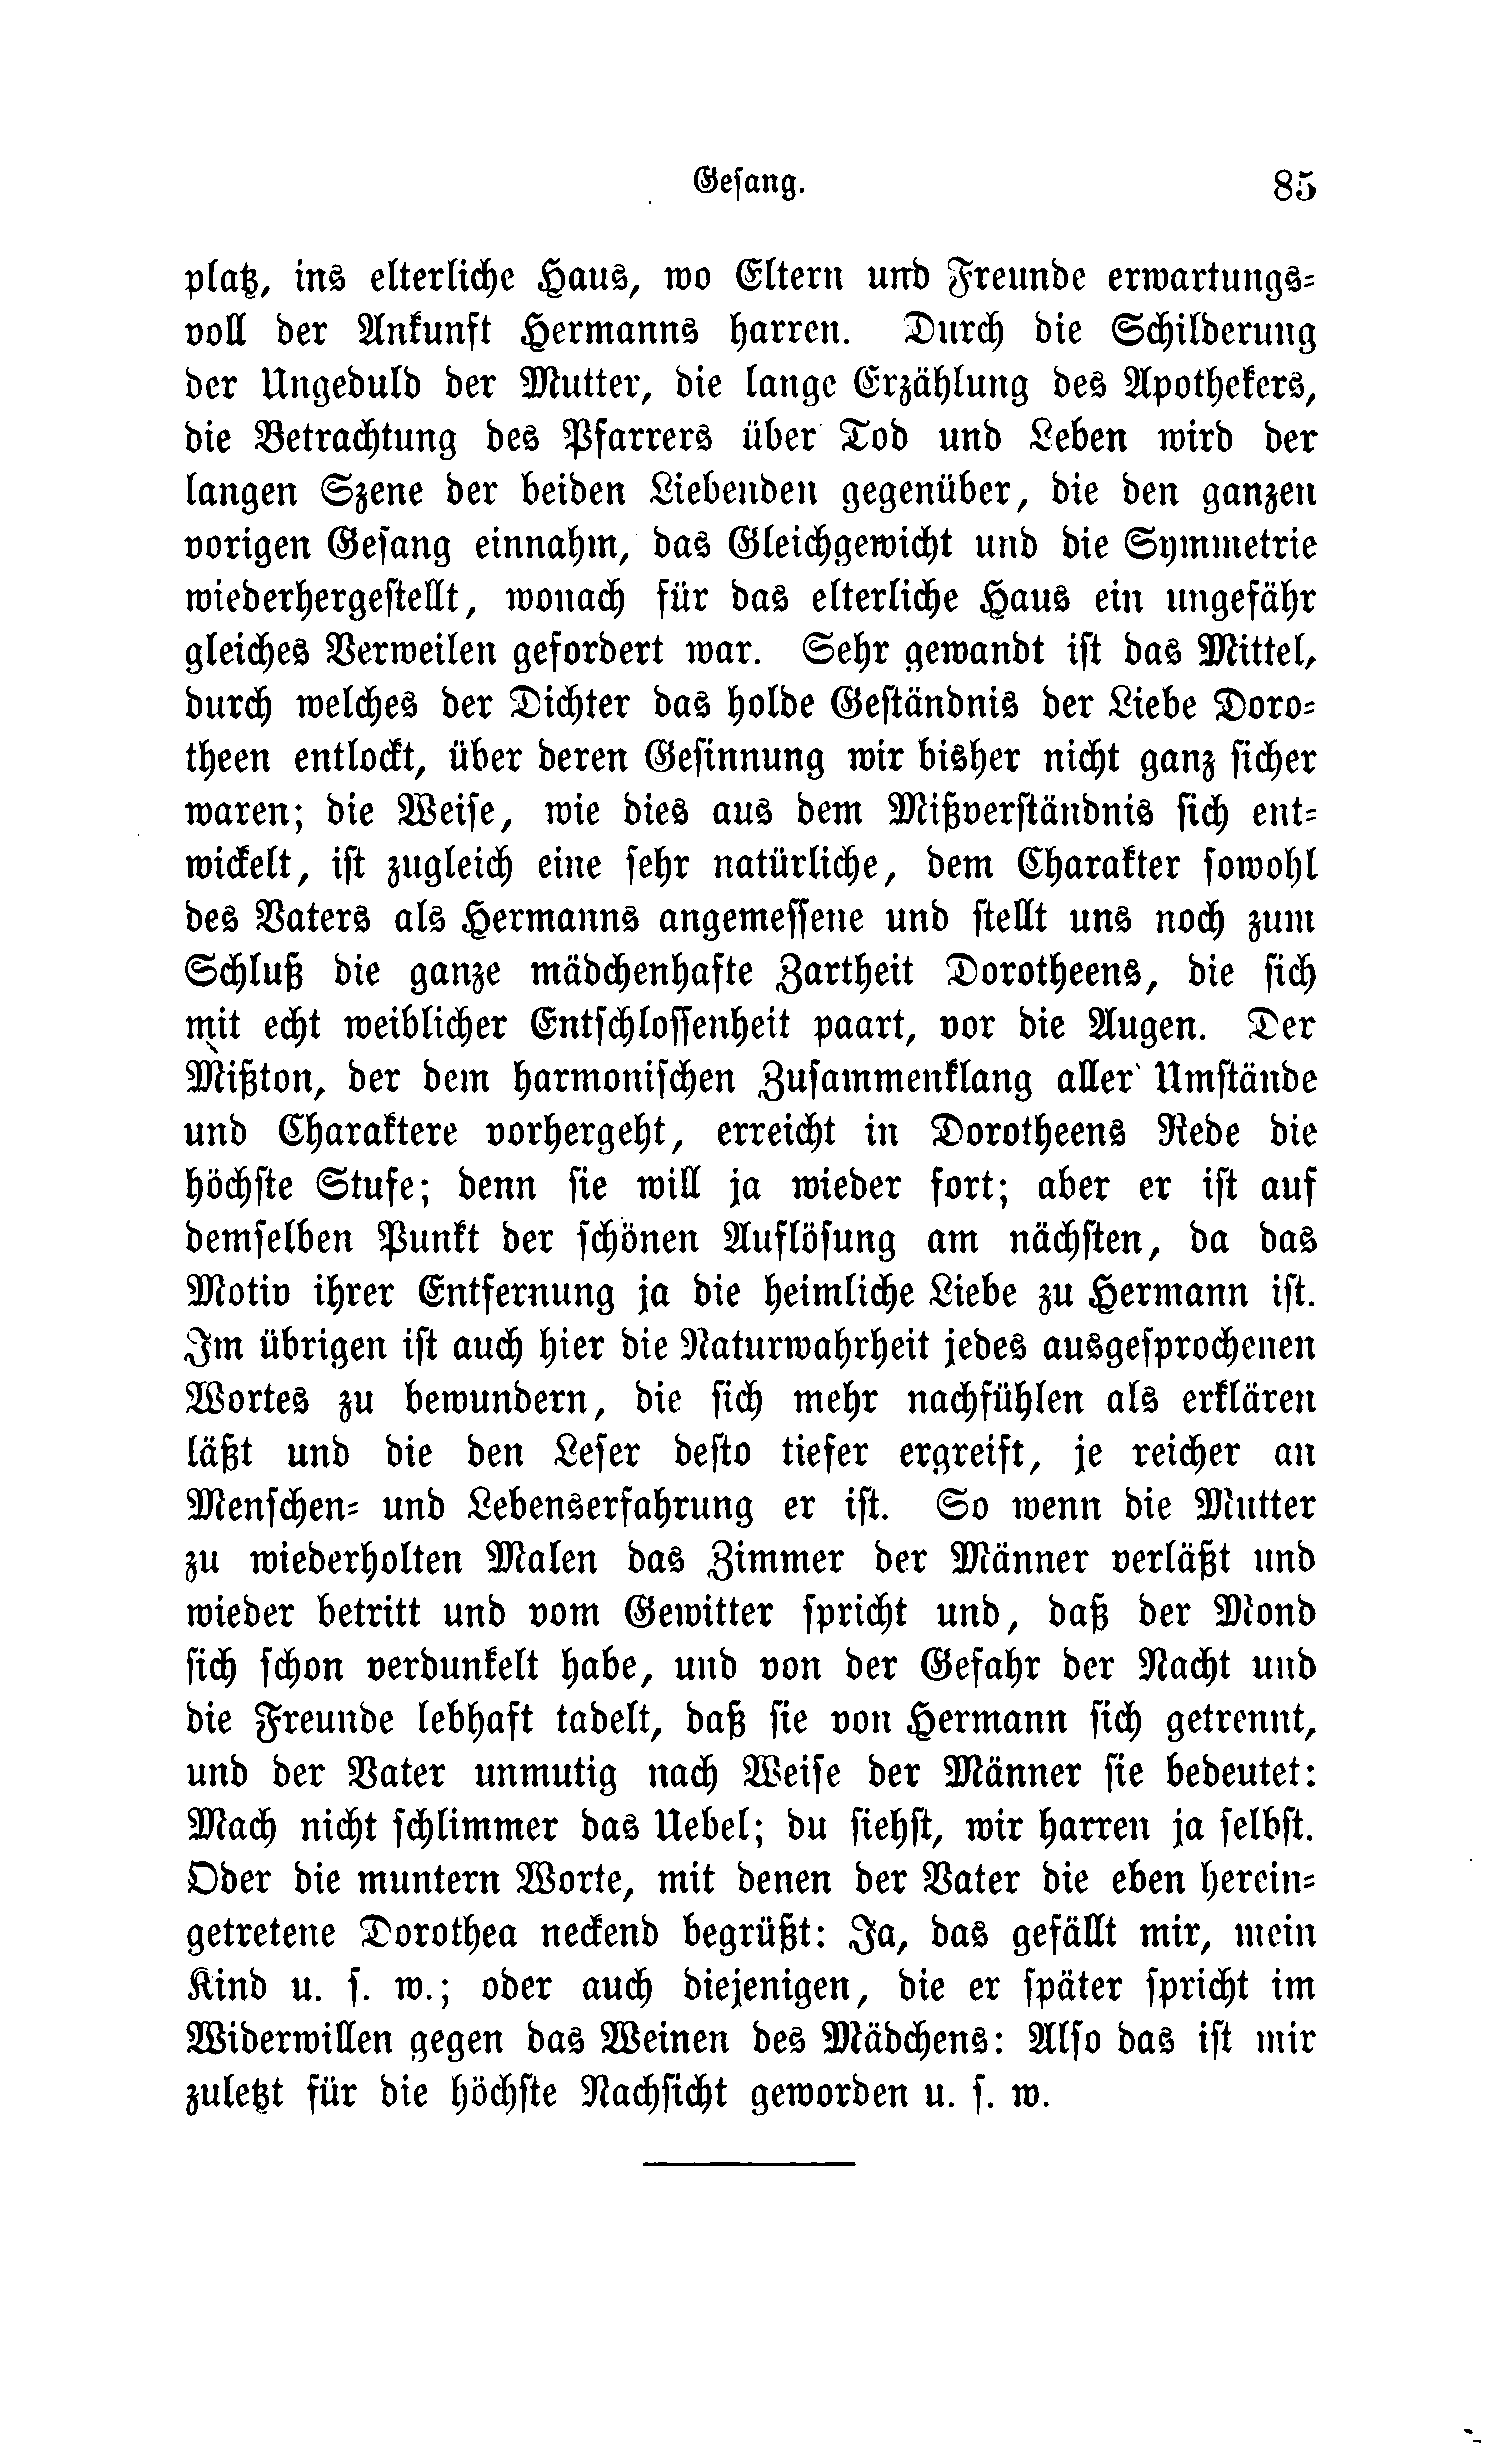 Gesang. 85
platz, ins elterliche Haus, wo Eltern und Freunde erwartungs-
voll der Ankunft Hermanns harren. Durch die Schilderung
der Ungeduld der Mutter, die lange Erzählung des Apothekers,
die Betrachtung des Pfarrers über Tod und Leben wird der
langen Szene der beiden Liebenden gegenüber, die den ganzen
vorigen Gesang einnahm, das Gleichgewicht und die Symmetrie
wiederhergestellt, wonach für das elterliche Haus ein ungefähr
gleiches Verweilen gefordert war. Sehr gewandt ist das Mittel,
durch welches der Dichter das holde Geständnis der Liebe Doro-
theen entlockt, über deren Gesinnung wir bisher nicht ganz sicher
waren; die Weise, wie dies aus dem Mißverständnis sich ent-
wickelt, ist zugleich eine sehr natürliche, dem Charakter sowohl
des Vaters als Hermanns angemessene und stellt uns noch zum
Schluß die ganze mädchenhafte Zartheit Dorotheens, die sich
mit echt weiblicher Entschlossenheit paart, vor die Augen. Der
Mißton, der dem harmonischen Zusammenklang aller Umstände
und Charaktere vorhergeht, erreicht in Dorotheens Rede die
höchste Stufe; denn sie will ja wieder fort; aber er ist auf
demselben Punkt der schönen Auflösung am nächsten, da das
Motiv ihrer Entfernung ja die heimliche Liebe zu Hermann ist.
Im übrigen ist auch hier die Naturwahrheit jedes ausgesprochenen
Wortes zu bewundern, die sich mehr nachfühlen als erklären
läßt und die den Leser desto tiefer ergreift, je reicher an
Menschen- und Lebenserfahrung er ist. So wenn die Mutter
zu wiederholten Malen das Zimmer der Männer verläßt und
wieder betritt und vom Gewitter spricht und, daß der Mond
sich schon verdunkelt habe, und von der Gefahr der Nacht und
die Freunde lebhaft tadelt, daß sie von Hermann sich getrennt,
und der Vater unmutig nach Weise der Männer sie bedeutet:
Mach nicht schlimmer das Uebel; du siehst, wir harren ja selbst.
Oder die muntern Worte, mit denen der Vater die eben herein-
getretene Dorothea neckend begrüßt: Ja, das gefällt mir, mein
Kind u. s. w.; oder auch diejenigen, die er später spricht im
Widerwillen gegen das Weinen des Mädchens: Also das ist mir
zuletzt für die höchste Nachsicht geworden u. s. w.